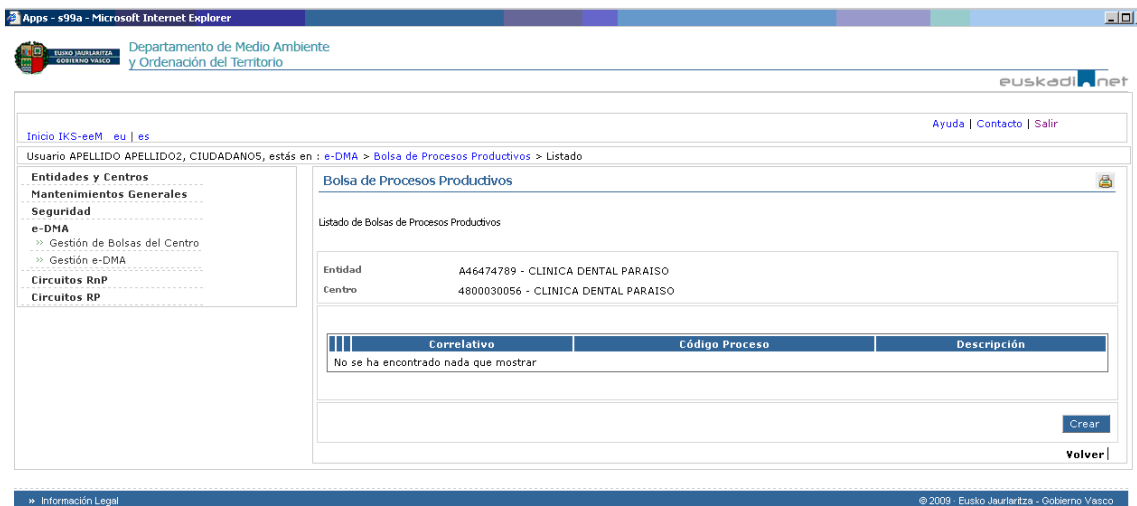 Apps - s99a - Microsoft Internet Explorer
EUSKO JAURLARITZA
GOBIERNO VASCO
Departamento de Medio Ambiente
y Ordenación del Territorio
euskadi net
Ayuda | Contacto | Salir
Inicio IKS-eeM eu | es
Usuario APELLIDO APELLIDO2, CIUDADANO5, estás en : e-DMA > Bolsa de Procesos Productivos > Listado
Entidades y Centros
Mantenimientos Generales
Seguridad
e-DMA
» Gestión de Bolsas del Centro
» Gestión e-DMA
Circuitos RnP
Circuitos RP
Bolsa de Procesos Productivos
Listado de Bolsas de Procesos Productivos
Entidad A46474789 - CLINICA DENTAL PARAISO
Centro 4800030056 - CLINICA DENTAL PARAISO
Correlativo Código Proceso Descripción
No se ha encontrado nada que mostrar
Crear
Volver|
» Información Legal © 2009 · Eusko Jaurlaritza - Gobierno Vasco